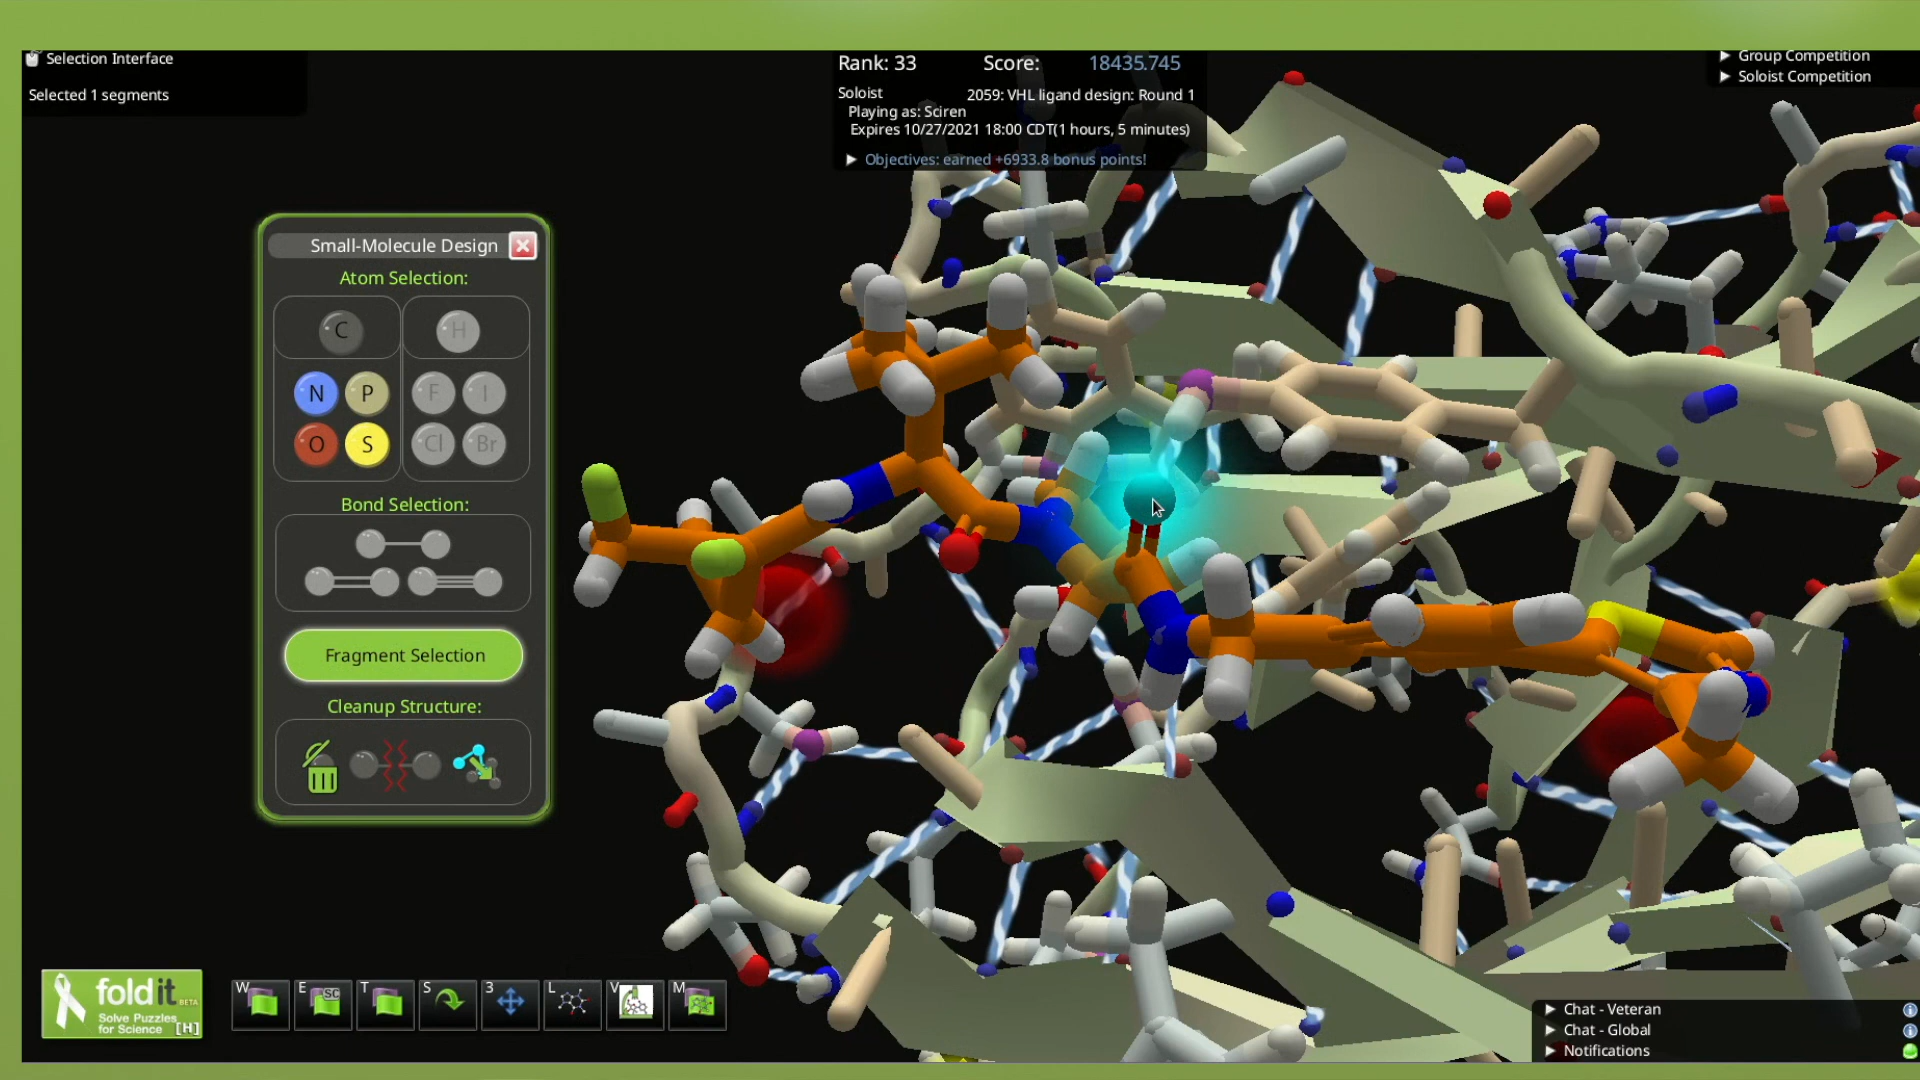 Selection Interface
Selected 1 segments
Rank: 33 Score: 18435.745
Soloist 2059: VHL ligand design: Round 1
Playing as: Sciren
Expires 10/27/2021 18:00 CDT(1 hours, 5 minutes)
Objectives: earned +6933.8 bonus points!
Group Competition
Soloist Competition
Small-Molecule Design
Atom Selection:
C H
N P F I
O S Cl Br
Bond Selection:
Fragment Selection
Cleanup Structure:
foldit BETA
Solve Puzzles
for Science [H]
W E SC T S 3 L V M
Chat - Veteran
Chat - Global
Notifications